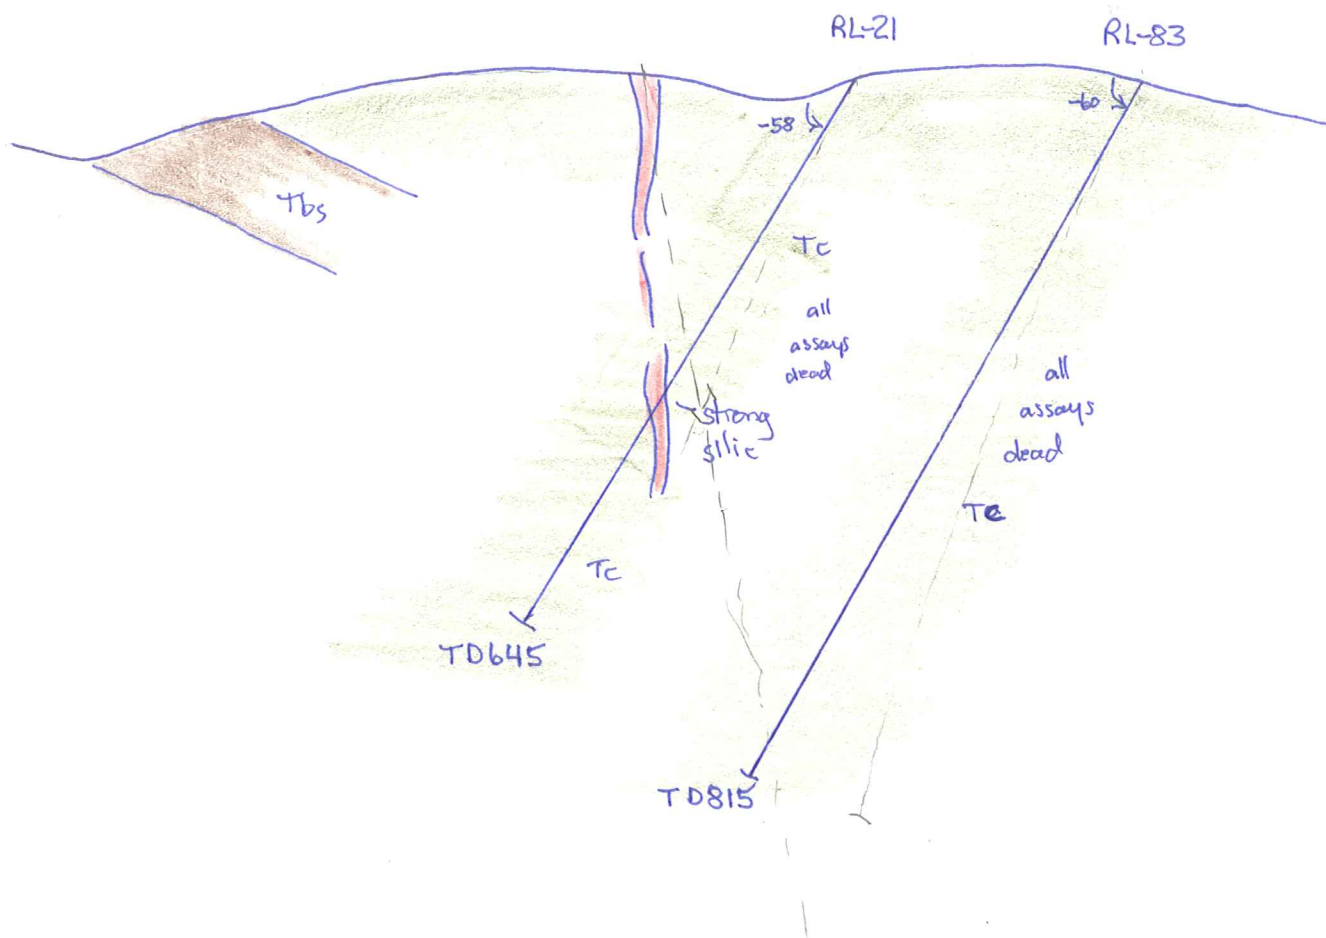 RL-21
RL-83
-58
-60
Tbs
Tc
all
assays
dead
all
assays
dead
strong
silic
Tc
Tc
TD645
TD815